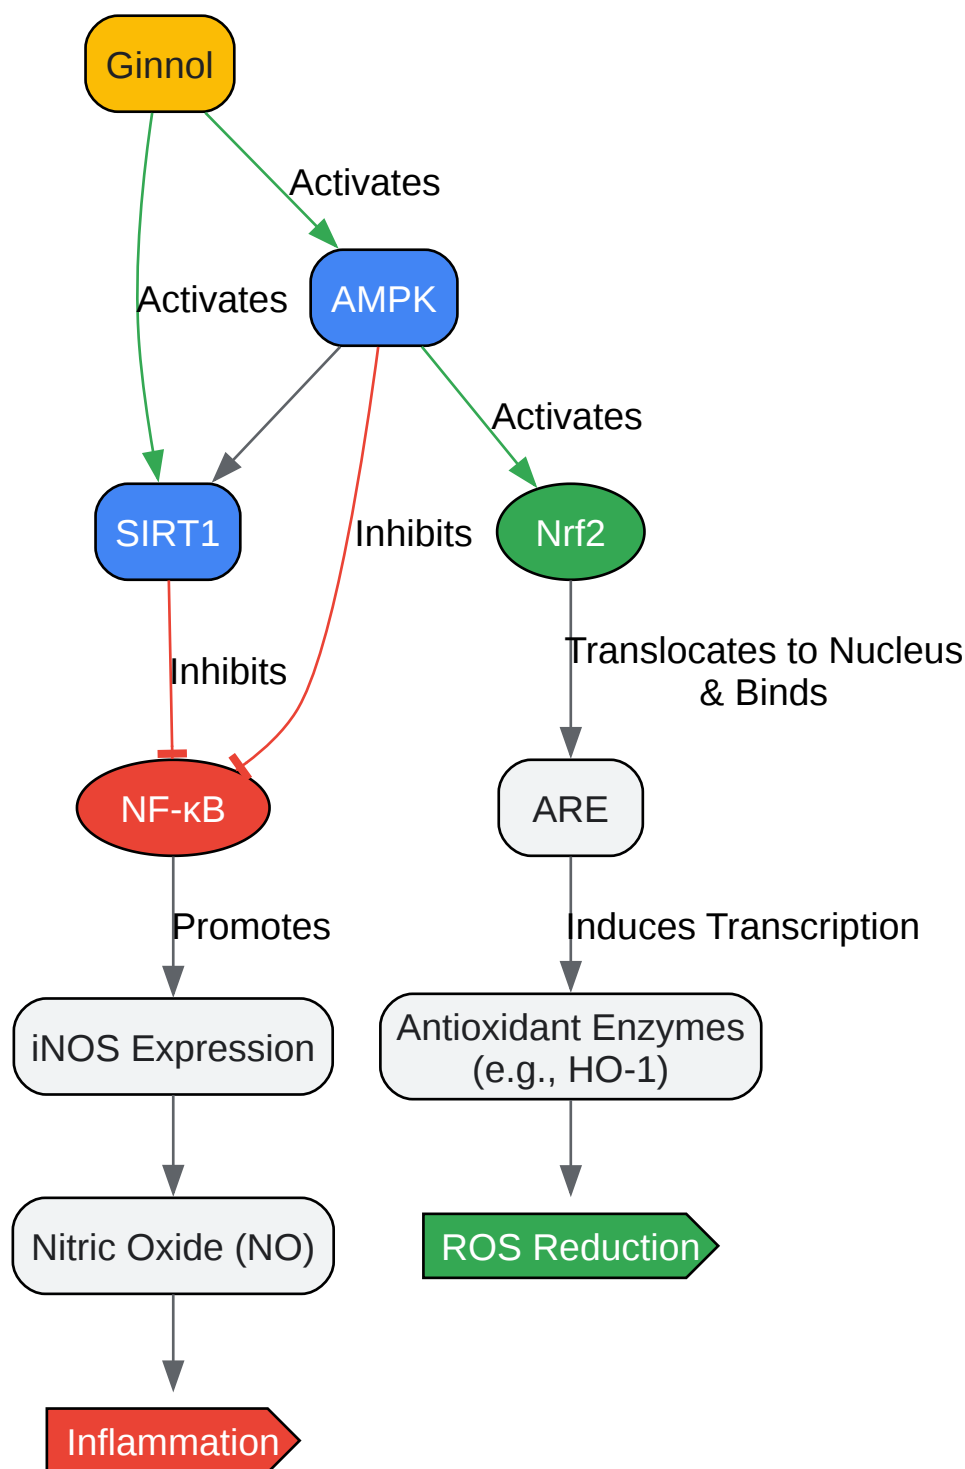 Ginnol
Activates
Activates
AMPK
Activates
SIRT1
Inhibits
Nrf2
Inhibits
Translocates to Nucleus
& Binds
NF-κB
ARE
Promotes
Induces Transcription
iNOS Expression
Antioxidant Enzymes
(e.g., HO-1)
Nitric Oxide (NO)
ROS Reduction
Inflammation